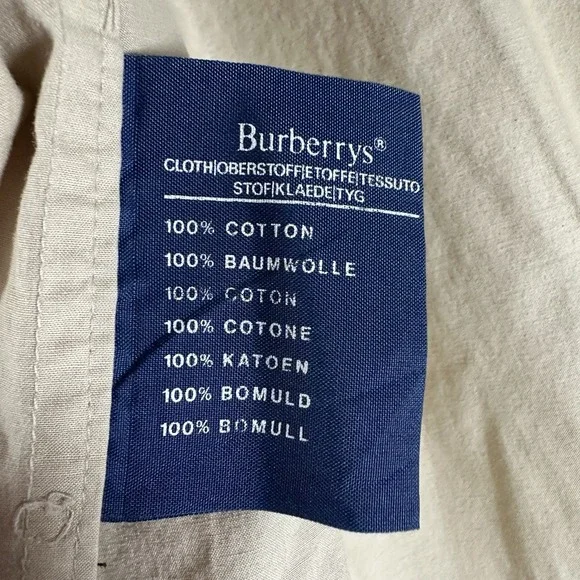 Burberrys®
CLOTH|OBERSTOFF|ETOFFE|TESSUTO
STOF|KLAEDE|TYG
100% COTTON
100% BAUMWOLLE
100% COTON
100% COTONE
100% KATOEN
100% BOMULD
100% BOMULL